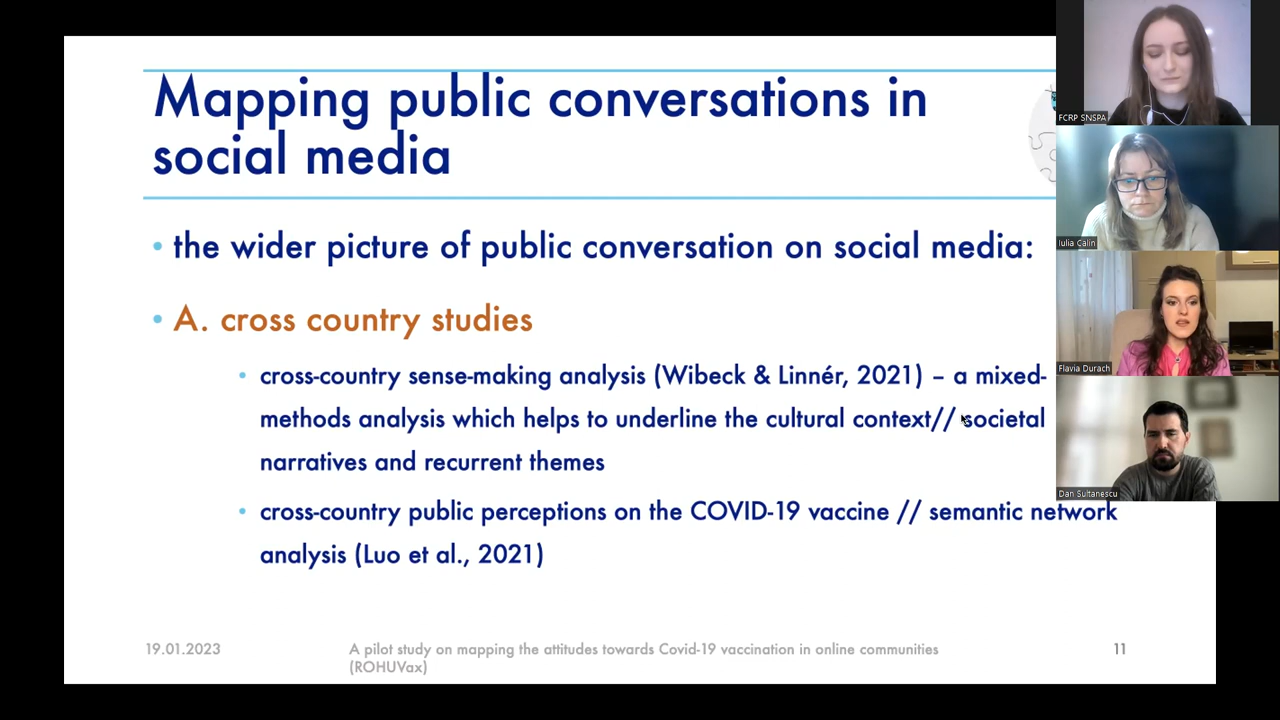 Mapping public conversations in
social media
• the wider picture of public conversation on social media:
• A. cross country studies
• cross-country sense-making analysis (Wibeck & Linnér, 2021) – a mixed-
methods analysis which helps to underline the cultural context// societal
narratives and recurrent themes
• cross-country public perceptions on the COVID-19 vaccine // semantic network
analysis (Luo et al., 2021)
19.01.2023
A pilot study on mapping the attitudes towards Covid-19 vaccination in online communities
(ROHUVax)
11
FCRP SNSPA
Iulia Calin
Flavia Durach
Dan Sultanescu